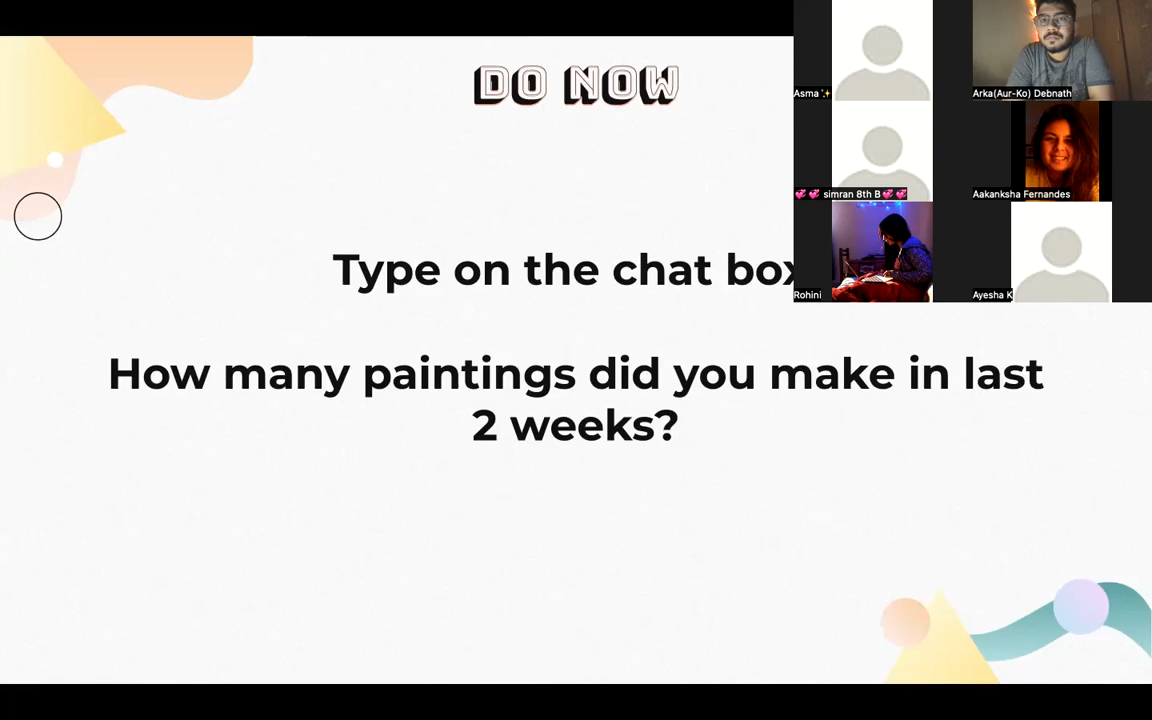 DO NOW
Asma✨
Arka(Aur-Ko) Debnath
💞💞 simran 8th B💞💞
Aakanksha Fernandes
Rohini
Ayesha K
Type on the chat box
How many paintings did you make in last
2 weeks?